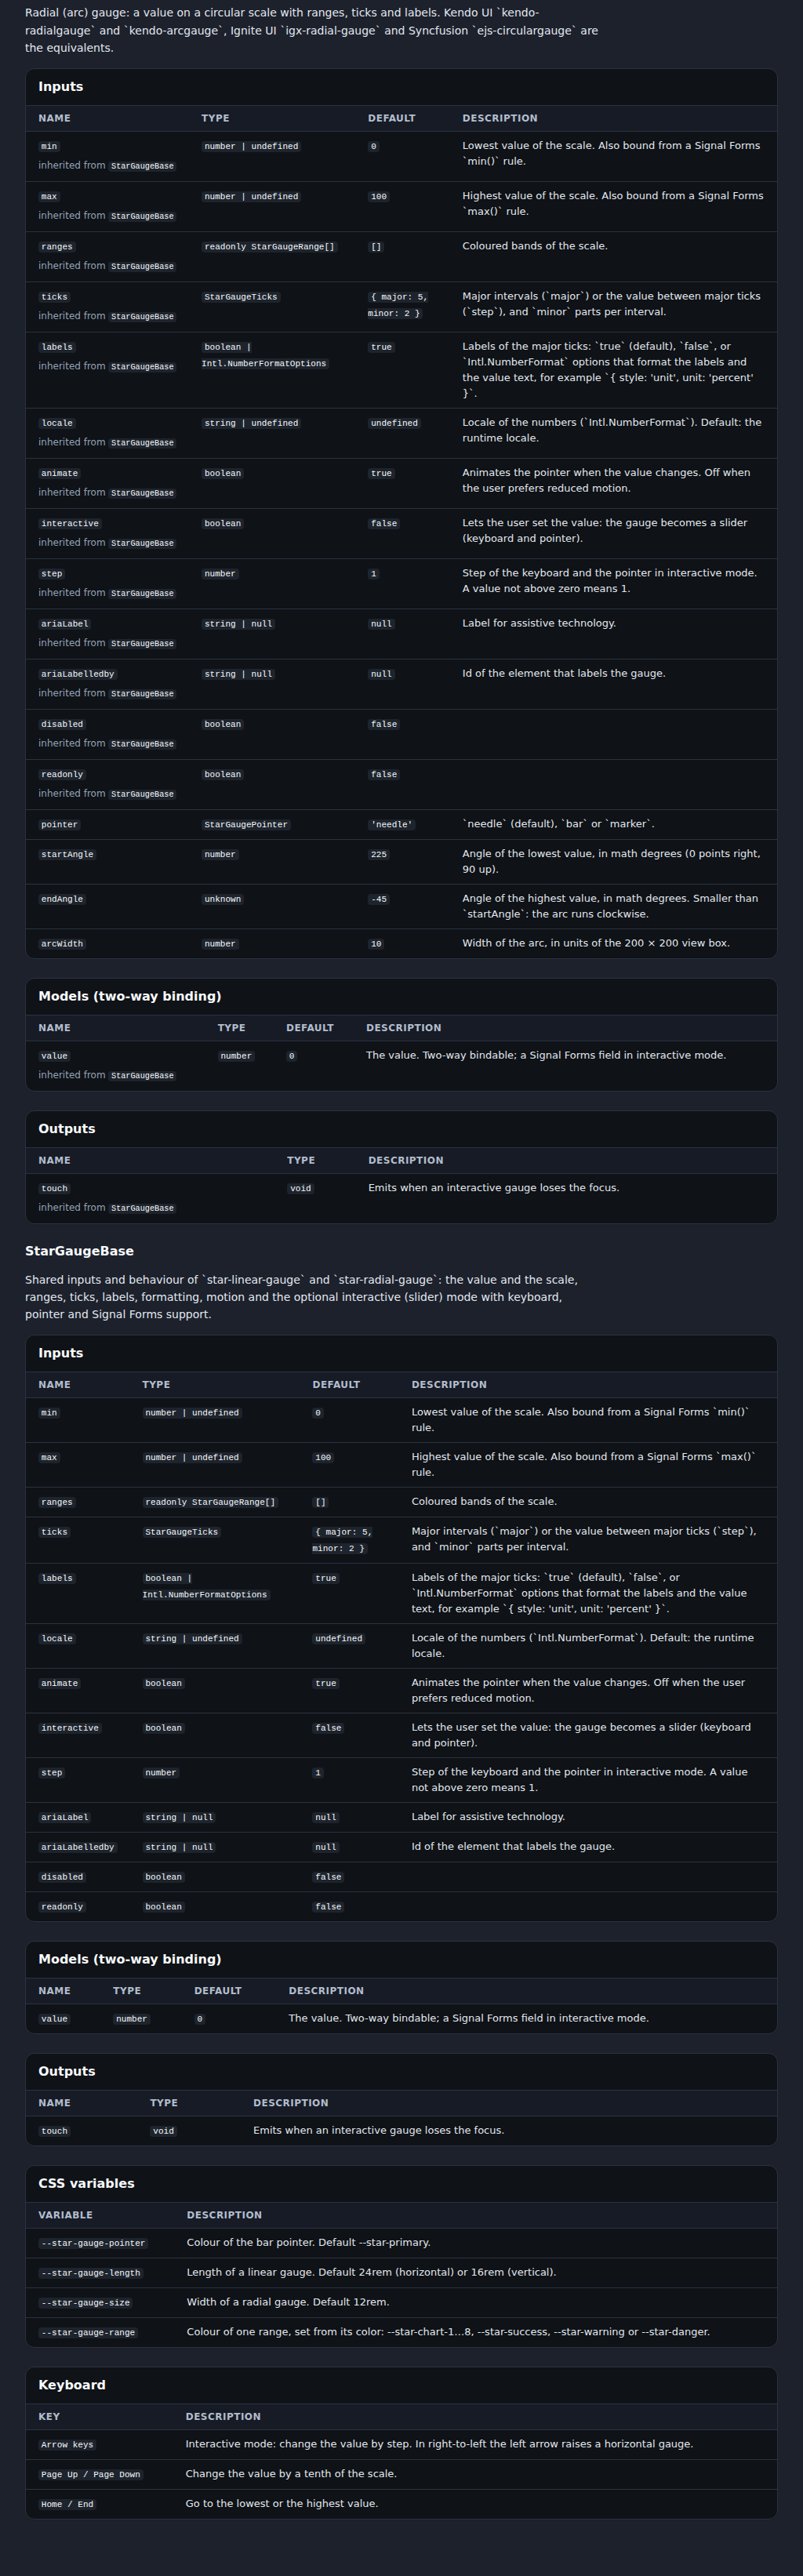 Radial (arc) gauge: a value on a circular scale with ranges, ticks and labels. Kendo UI `kendo-
radialgauge` and `kendo-arcgauge`, Ignite UI `igx-radial-gauge` and Syncfusion `ejs-circulargauge` are
the equivalents.
Inputs
NAME TYPE DEFAULT DESCRIPTION
min number | undefined 0 Lowest value of the scale. Also bound from a Signal Forms
`min()` rule.
inherited from StarGaugeBase
max number | undefined 100 Highest value of the scale. Also bound from a Signal Forms
`max()` rule.
inherited from StarGaugeBase
ranges readonly StarGaugeRange[] [] Coloured bands of the scale.
inherited from StarGaugeBase
ticks StarGaugeTicks { major: 5, Major intervals (`major`) or the value between major ticks
minor: 2 } (`step`), and `minor` parts per interval.
inherited from StarGaugeBase
labels boolean | true Labels of the major ticks: `true` (default), `false`, or
Intl.NumberFormatOptions `Intl.NumberFormat` options that format the labels and
inherited from StarGaugeBase the value text, for example `{ style: 'unit', unit: 'percent'
}`.
locale string | undefined undefined Locale of the numbers (`Intl.NumberFormat`). Default: the
runtime locale.
inherited from StarGaugeBase
animate boolean true Animates the pointer when the value changes. Off when
the user prefers reduced motion.
inherited from StarGaugeBase
interactive boolean false Lets the user set the value: the gauge becomes a slider
(keyboard and pointer).
inherited from StarGaugeBase
step number 1 Step of the keyboard and the pointer in interactive mode.
A value not above zero means 1.
inherited from StarGaugeBase
ariaLabel string | null null Label for assistive technology.
inherited from StarGaugeBase
ariaLabelledby string | null null Id of the element that labels the gauge.
inherited from StarGaugeBase
disabled boolean false
inherited from StarGaugeBase
readonly boolean false
inherited from StarGaugeBase
pointer StarGaugePointer 'needle' `needle` (default), `bar` or `marker`.
startAngle number 225 Angle of the lowest value, in math degrees (0 points right,
90 up).
endAngle unknown -45 Angle of the highest value, in math degrees. Smaller than
`startAngle`: the arc runs clockwise.
arcWidth number 10 Width of the arc, in units of the 200 × 200 view box.
Models (two-way binding)
NAME TYPE DEFAULT DESCRIPTION
value number 0 The value. Two-way bindable; a Signal Forms field in interactive mode.
inherited from StarGaugeBase
Outputs
NAME TYPE DESCRIPTION
touch void Emits when an interactive gauge loses the focus.
inherited from StarGaugeBase
StarGaugeBase
Shared inputs and behaviour of `star-linear-gauge` and `star-radial-gauge`: the value and the scale,
ranges, ticks, labels, formatting, motion and the optional interactive (slider) mode with keyboard,
pointer and Signal Forms support.
Inputs
NAME TYPE DEFAULT DESCRIPTION
min number | undefined 0 Lowest value of the scale. Also bound from a Signal Forms `min()`
rule.
max number | undefined 100 Highest value of the scale. Also bound from a Signal Forms `max()`
rule.
ranges readonly StarGaugeRange[] [] Coloured bands of the scale.
ticks StarGaugeTicks { major: 5, Major intervals (`major`) or the value between major ticks (`step`),
minor: 2 } and `minor` parts per interval.
labels boolean | true Labels of the major ticks: `true` (default), `false`, or
Intl.NumberFormatOptions `Intl.NumberFormat` options that format the labels and the value
text, for example `{ style: 'unit', unit: 'percent' }`.
locale string | undefined undefined Locale of the numbers (`Intl.NumberFormat`). Default: the runtime
locale.
animate boolean true Animates the pointer when the value changes. Off when the user
prefers reduced motion.
interactive boolean false Lets the user set the value: the gauge becomes a slider (keyboard
and pointer).
step number 1 Step of the keyboard and the pointer in interactive mode. A value
not above zero means 1.
ariaLabel string | null null Label for assistive technology.
ariaLabelledby string | null null Id of the element that labels the gauge.
disabled boolean false
readonly boolean false
Models (two-way binding)
NAME TYPE DEFAULT DESCRIPTION
value number 0 The value. Two-way bindable; a Signal Forms field in interactive mode.
Outputs
NAME TYPE DESCRIPTION
touch void Emits when an interactive gauge loses the focus.
CSS variables
VARIABLE DESCRIPTION
--star-gauge-pointer Colour of the bar pointer. Default --star-primary.
--star-gauge-length Length of a linear gauge. Default 24rem (horizontal) or 16rem (vertical).
--star-gauge-size Width of a radial gauge. Default 12rem.
--star-gauge-range Colour of one range, set from its color: --star-chart-1…8, --star-success, --star-warning or --star-danger.
Keyboard
KEY DESCRIPTION
Arrow keys Interactive mode: change the value by step. In right-to-left the left arrow raises a horizontal gauge.
Page Up / Page Down Change the value by a tenth of the scale.
Home / End Go to the lowest or the highest value.